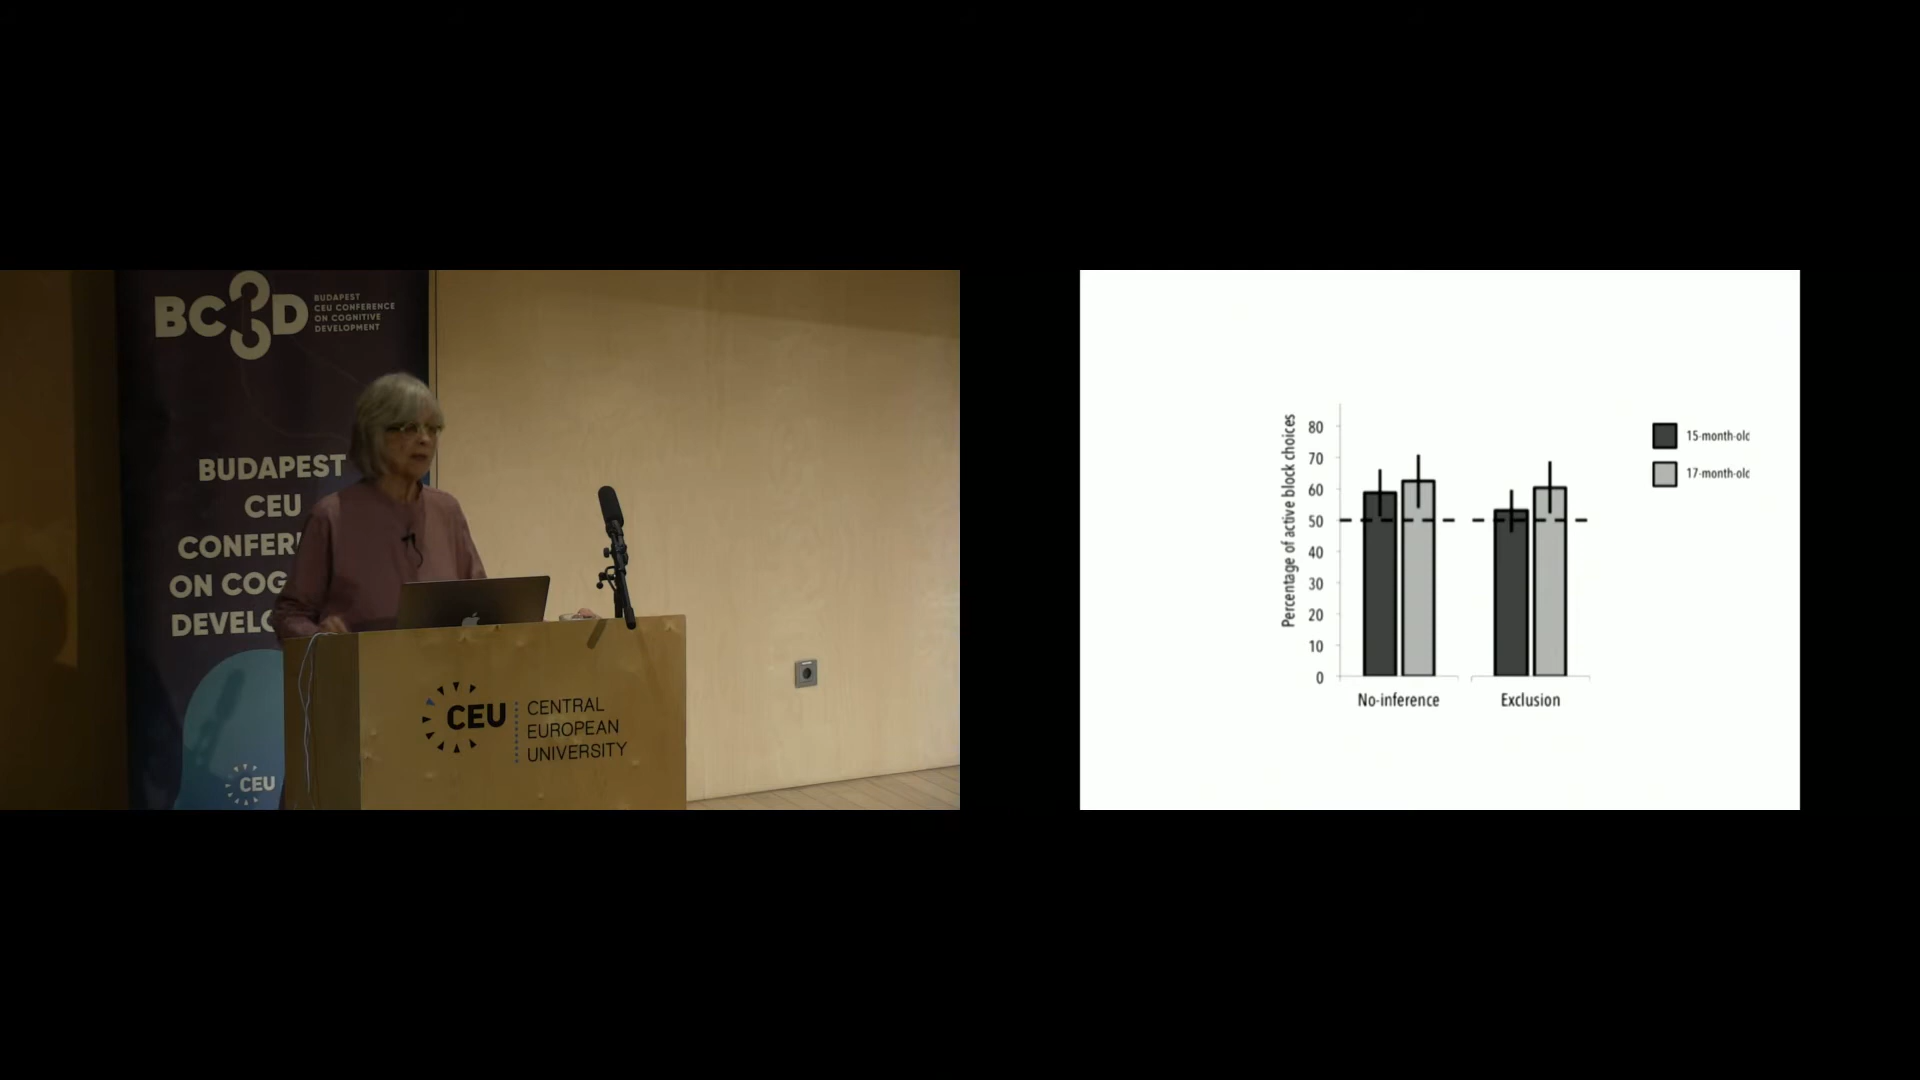 BC3D
BUDAPEST
CEU CONFERENCE
ON COGNITIVE
DEVELOPMENT
BUDAPEST
CEU
CONFER
ON COG
DEVELO
CEU
CEU
CENTRAL
EUROPEAN
UNIVERSITY
Percentage of active block choices
80
70
60
50
40
30
20
10
0
No-inference
Exclusion
15-month-olc
17-month-olc